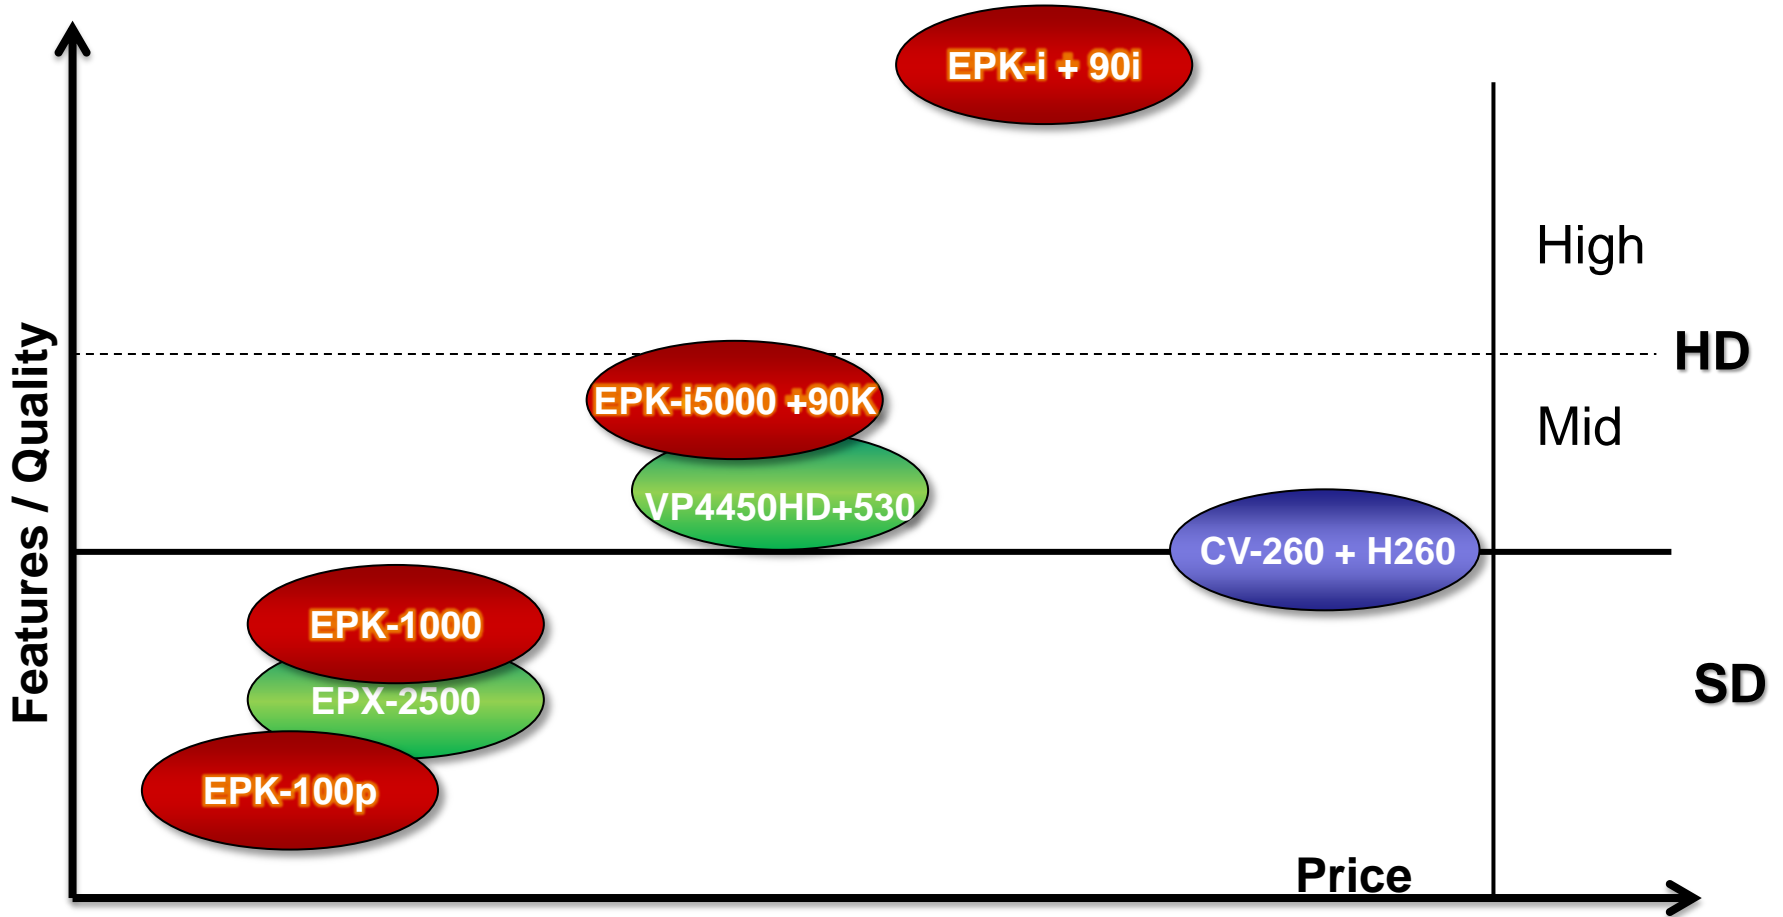 EPK-i + 90i
High
HD
EPK-i5000 +90K
Mid
VP4450HD+530
CV-260 + H260
Features / Quality
EPK-1000
SD
EPX-2500
EPK-100p
Price